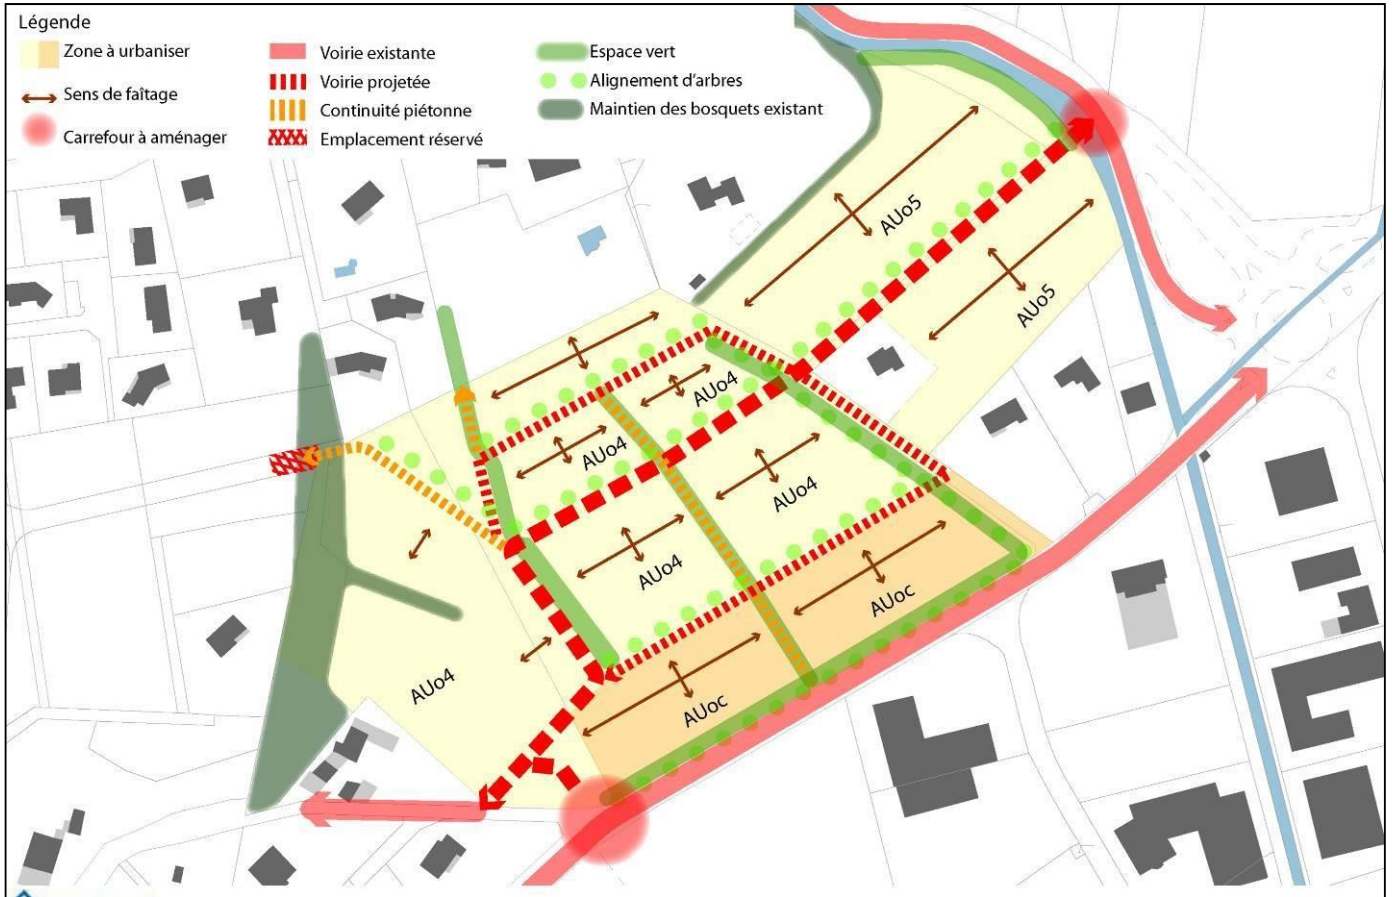 Légende
Zone à urbaniser
Sens de faîtage
Carrefour à aménager
Voirie existante
Voirie projetée
Continuité piétonne
Emplacement réservé
Espace vert
Alignement d'arbres
Maintien des bosquets existant
AUo5
AUo5
AUo4
AUo4
AUo4
AUo4
AUoc
AUo4
AUoc